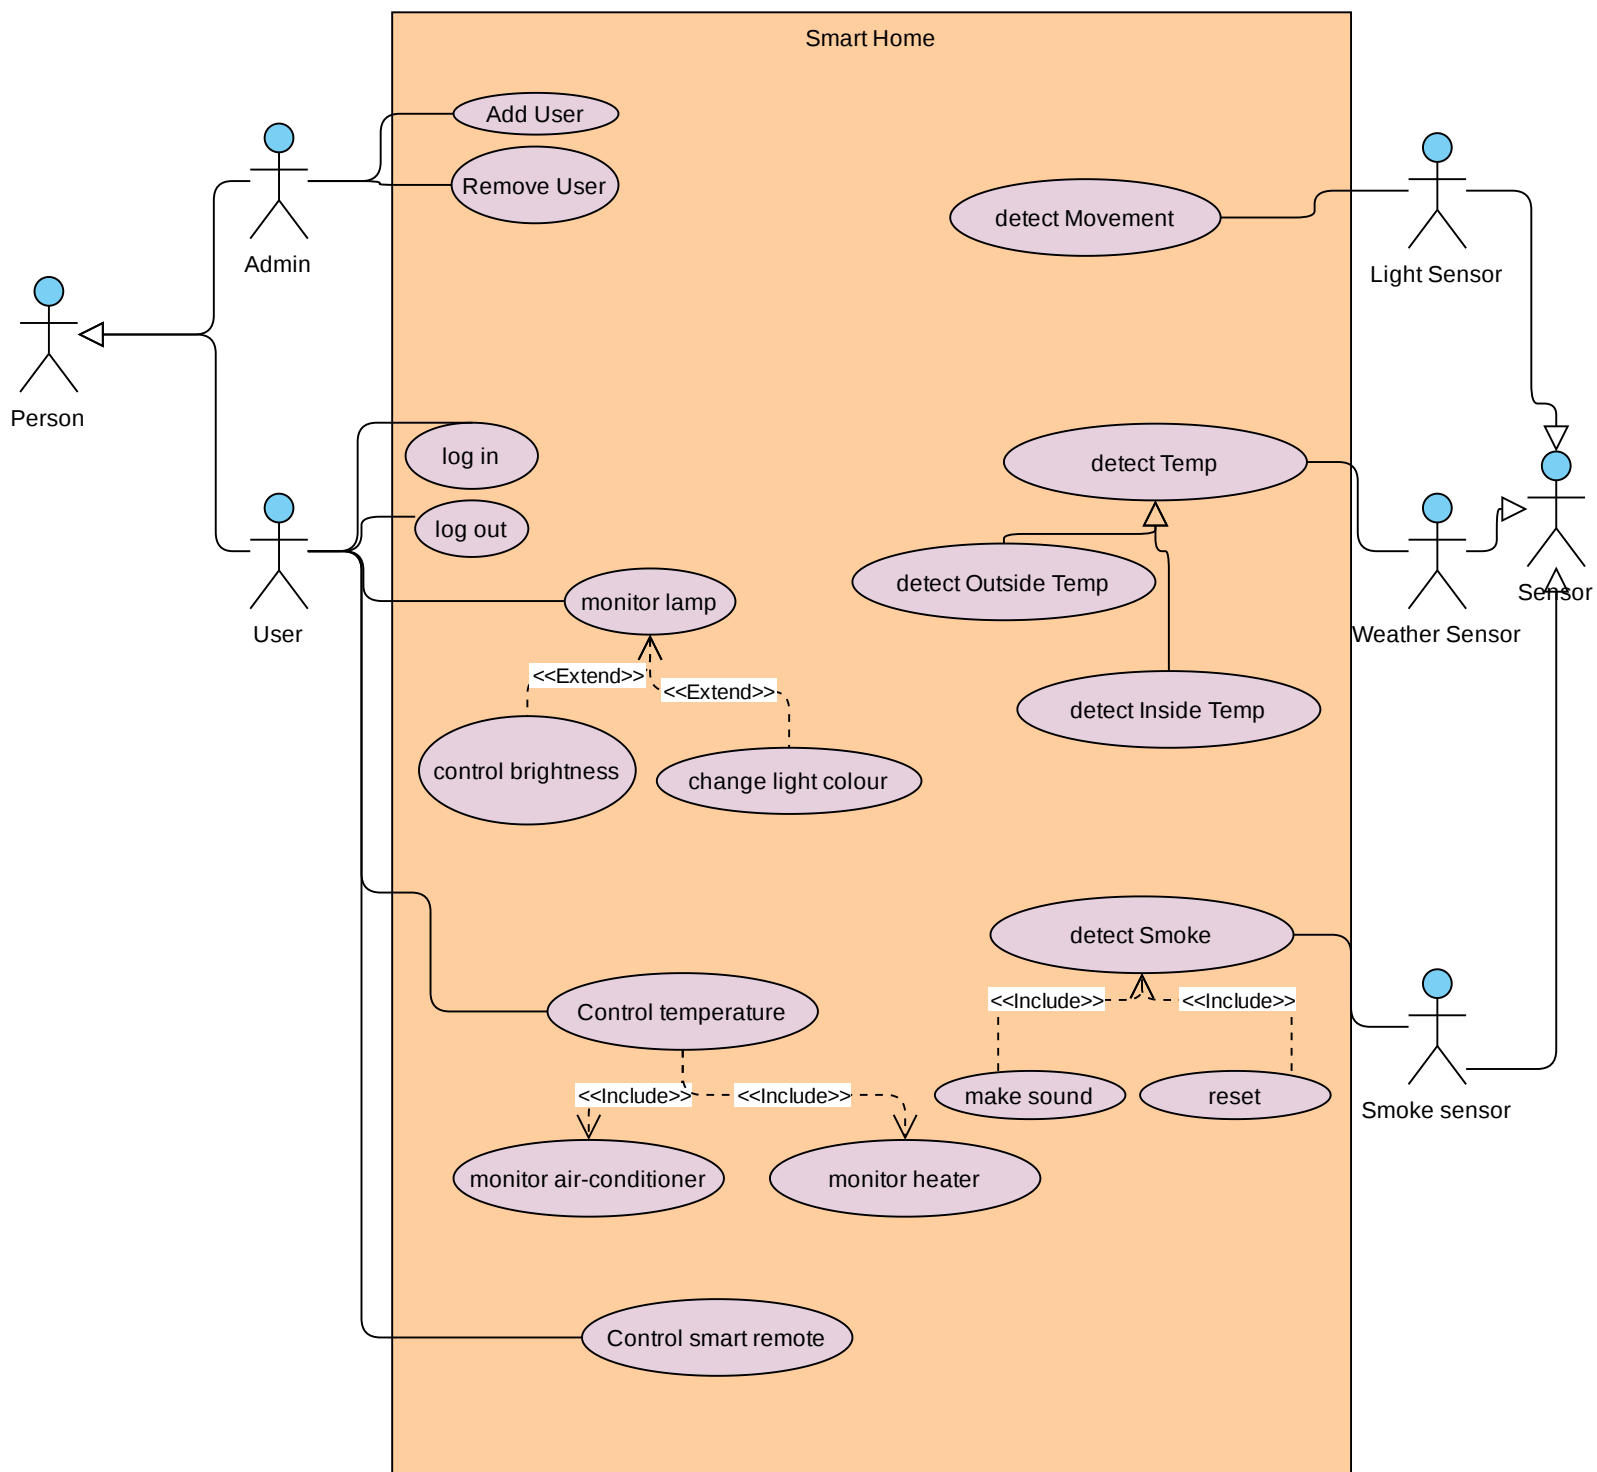 Smart Home
Add User
Remove User
detect Movement
Admin
Light Sensor
Person
log in
detect Temp
log out
detect Outside Temp
Sensor
monitor lamp
User
Weather Sensor
<<Extend>>
<<Extend>>
detect Inside Temp
control brightness
change light colour
detect Smoke
<<Include>>
<<Include>>
Control temperature
<<Include>>
<<Include>>
make sound
reset
Smoke sensor
monitor air-conditioner
monitor heater
Control smart remote